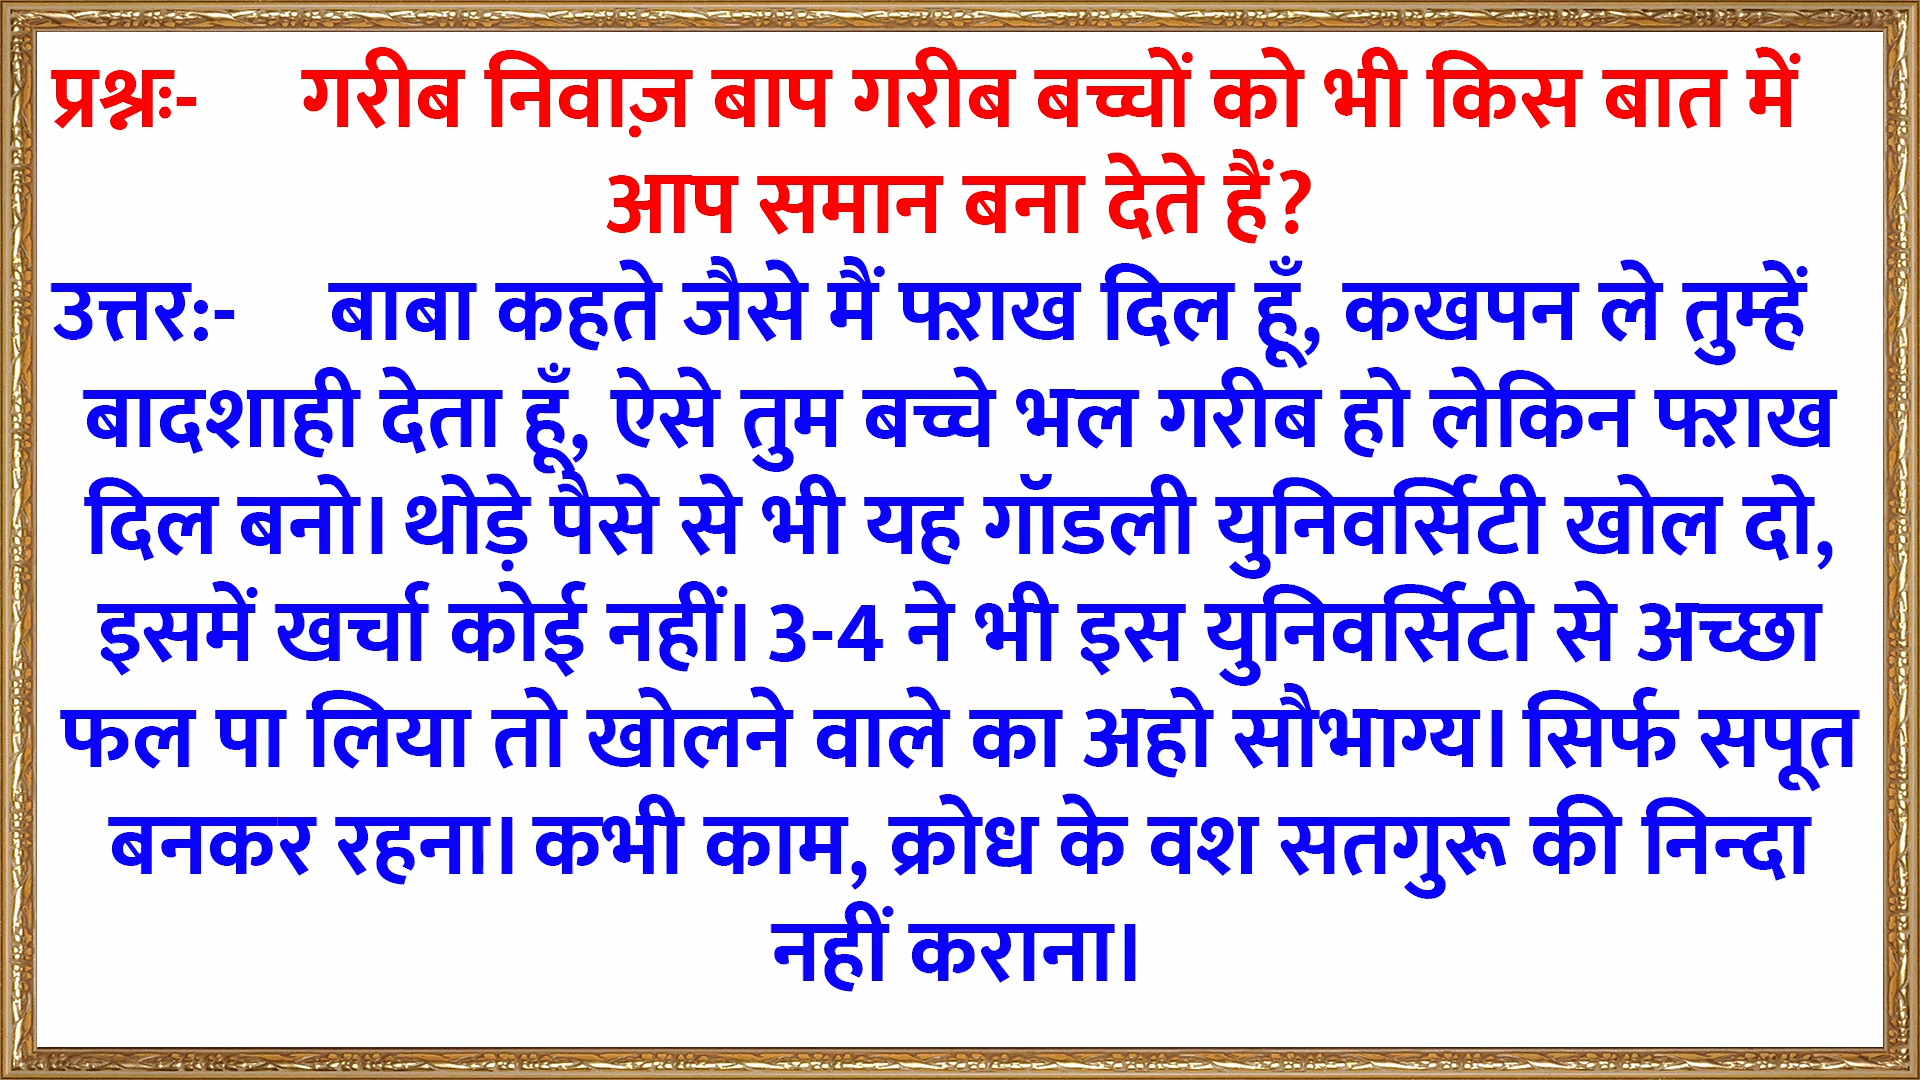 प्रश्नः- गरीब निवाज़ बाप गरीब बच्चों को भी किस बात में
आप समान बना देते हैं?
उत्तर:- बाबा कहते जैसे मैं फ्ऱाख दिल हूँ, कखपन ले तुम्हें
बादशाही देता हूँ, ऐसे तुम बच्चे भल गरीब हो लेकिन फ्ऱाख
दिल बनो। थोड़े पैसे से भी यह गॉडली युनिवर्सिटी खोल दो,
इसमें खर्चा कोई नहीं। 3-4 ने भी इस युनिवर्सिटी से अच्छा
फल पा लिया तो खोलने वाले का अहो सौभाग्य। सिर्फ सपूत
बनकर रहना। कभी काम, क्रोध के वश सतगुरू की निन्दा
नहीं कराना।